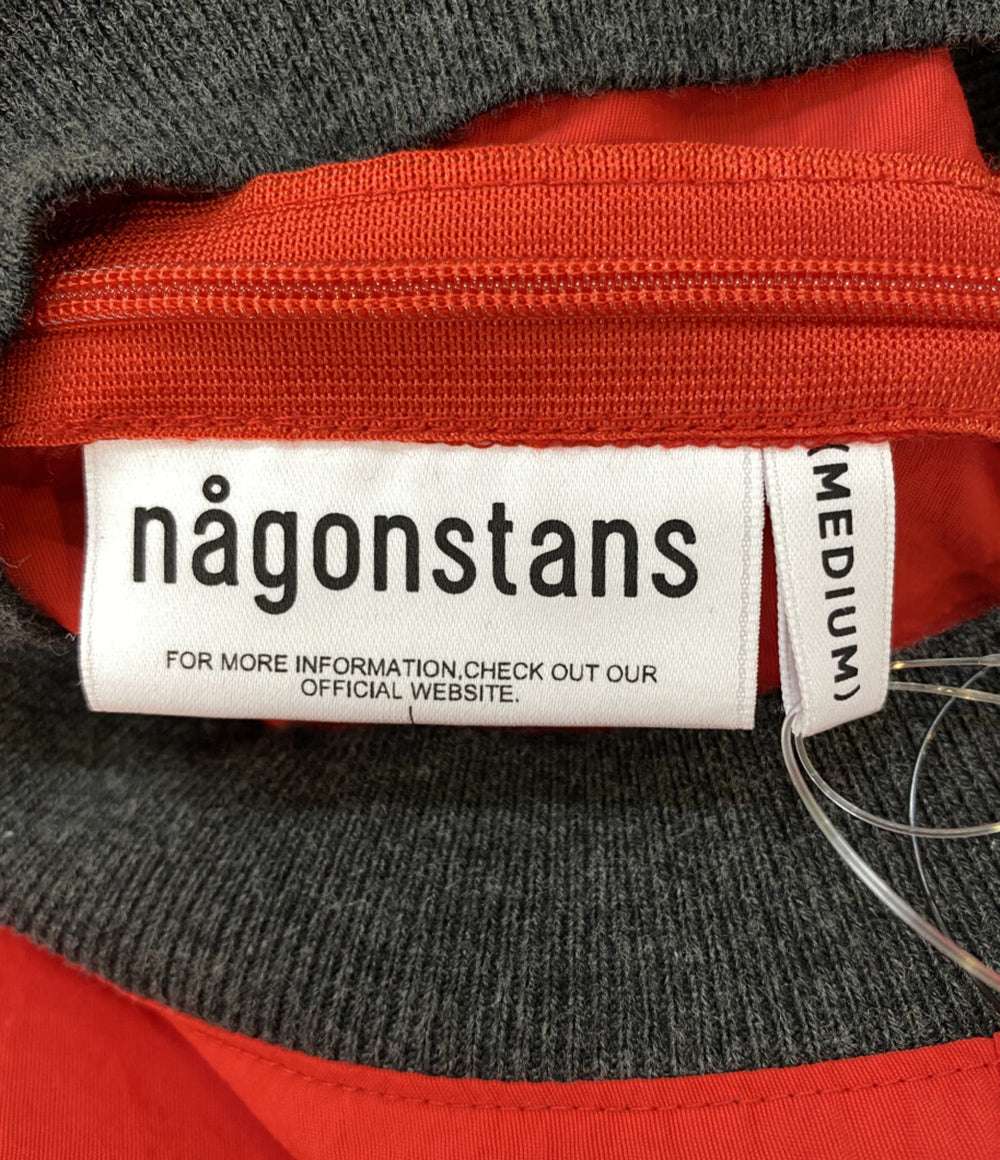 någonstans
FOR MORE INFORMATION,CHECK OUT OUR
OFFICIAL WEBSITE.
(MEDIUM)